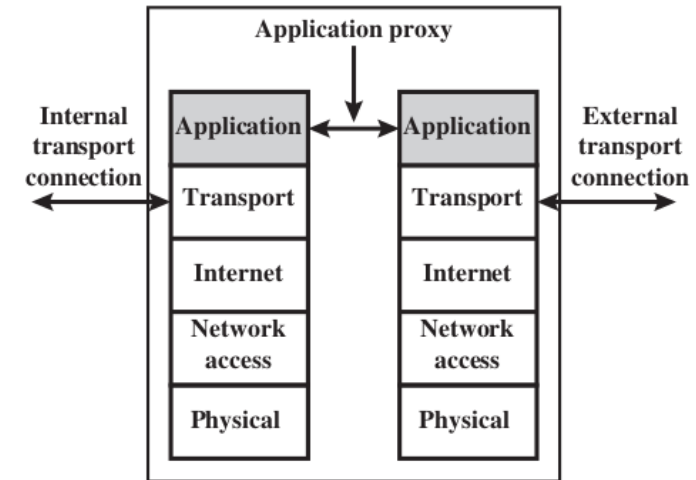 Application proxy
Internal
transport
connection
Application
Application
External
transport
connection
Transport
Transport
Internet
Internet
Network
access
Network
access
Physical
Physical